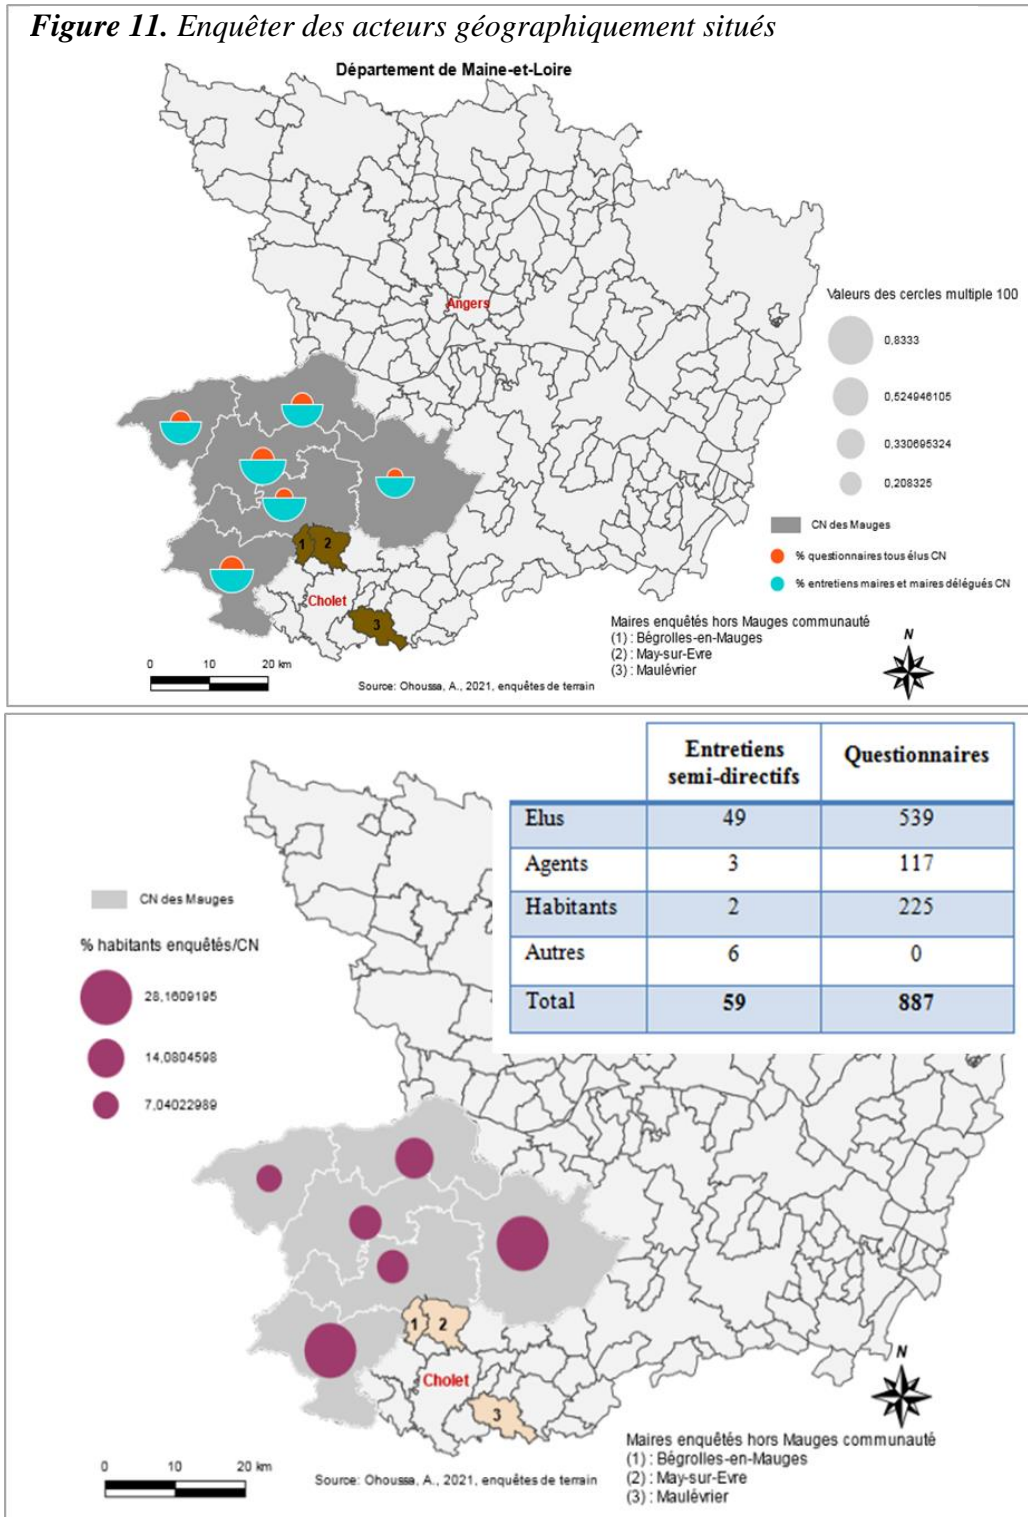 Figure 11. Enquêter des acteurs géographiquement situés
Département de Maine-et-Loire
Angers
Valeurs des cercles multiple 100
0,8333
0,524946105
0,330695324
0,208325
CN des Mauges
% questionnaires tous élus CN
% entretiens maires et maires délégués CN
1
2
Cholet
3
Maires enquêtés hors Mauges communauté
(1) : Bégrolles-en-Mauges
(2) : May-sur-Evre
(3) : Maulévrier
N
0 10 20 km
Source: Ohoussa, A., 2021, enquêtes de terrain
Entretiens semi-directifs Questionnaires
Elus 49 539
Agents 3 117
Habitants 2 225
Autres 6 0
Total 59 887
CN des Mauges
% habitants enquêtés/CN
28,1609195
14,0804598
7,04022989
1
2
Cholet
3
N
Maires enquêtés hors Mauges communauté
(1) : Bégrolles-en-Mauges
(2) : May-sur-Evre
(3) : Maulévrier
0 10 20 km
Source: Ohoussa, A., 2021, enquêtes de terrain